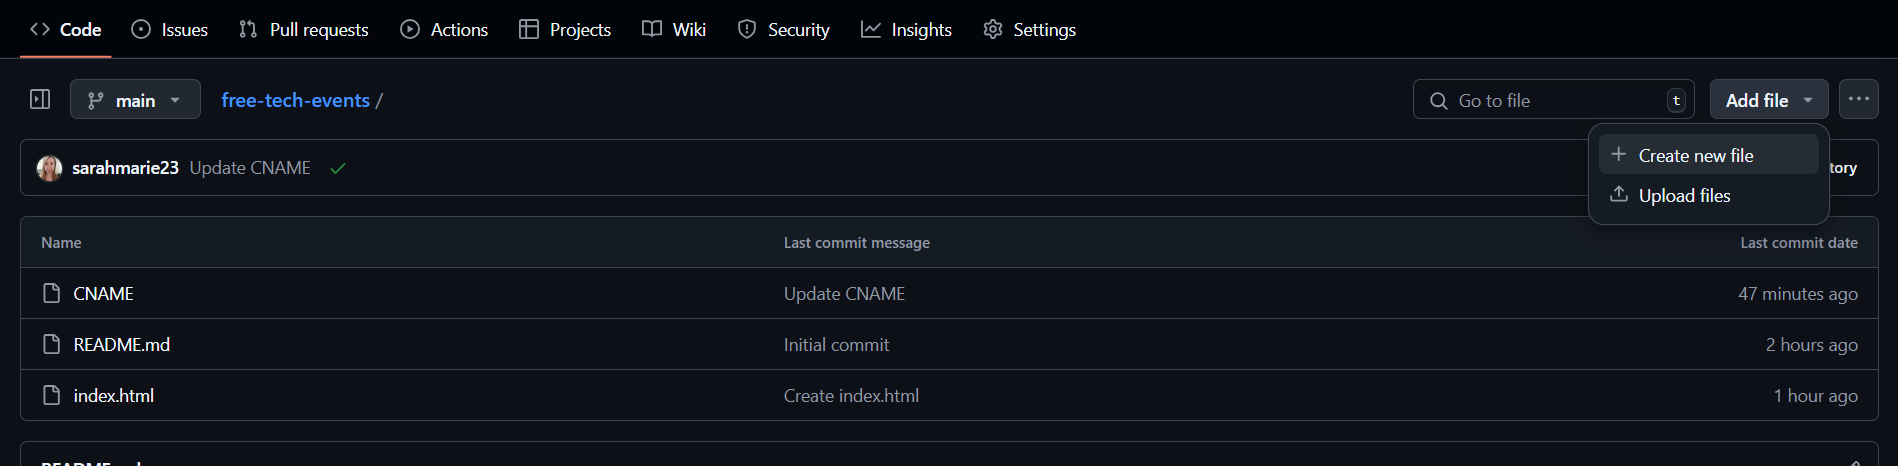 Code Issues Pull requests Actions Projects Wiki Security Insights Settings
main free-tech-events / Go to file t Add file
sarahmarie23 Update CNAME
Create new file
Upload files
Name Last commit message Last commit date
CNAME Update CNAME 47 minutes ago
README.md Initial commit 2 hours ago
index.html Create index.html 1 hour ago